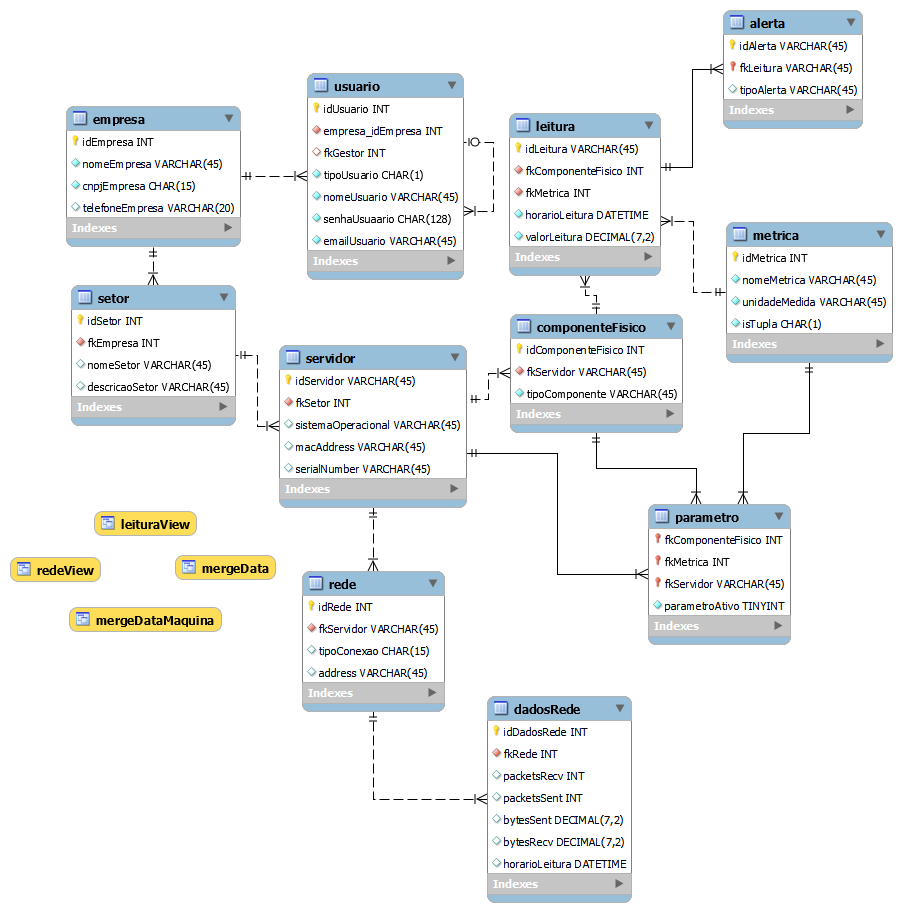 alerta
idAlerta VARCHAR(45)
fkLeitura VARCHAR(45)
tipoAlerta VARCHAR(45)
Indexes
usuario
idUsuario INT
empresa_idEmpresa INT
fkGestor INT
tipoUsuario CHAR(1)
nomeUsuario VARCHAR(45)
senhaUsuaario CHAR(128)
emailUsuario VARCHAR(45)
Indexes
empresa
idEmpresa INT
nomeEmpresa VARCHAR(45)
cnpjEmpresa CHAR(15)
telefoneEmpresa VARCHAR(20)
Indexes
leitura
idLeitura VARCHAR(45)
fkComponenteFisico INT
fkMetrica INT
horarioLeitura DATETIME
valorLeitura DECIMAL(7,2)
Indexes
metrica
idMetrica INT
nomeMetrica VARCHAR(45)
unidadeMedida VARCHAR(45)
isTupla CHAR(1)
Indexes
setor
idSetor INT
fkEmpresa INT
nomeSetor VARCHAR(45)
descricaoSetor VARCHAR(45)
Indexes
servidor
idServidor VARCHAR(45)
fkSetor INT
sistemaOperacional VARCHAR(45)
macAddress VARCHAR(45)
serialNumber VARCHAR(45)
Indexes
componenteFisico
idComponenteFisico INT
fkServidor VARCHAR(45)
tipoComponente VARCHAR(45)
Indexes
parametro
fkComponenteFisico INT
fkMetrica INT
fkServidor VARCHAR(45)
parametroAtivo TINYINT
Indexes
leituraView
redeView
mergeData
mergeDataMaquina
rede
idRede INT
fkServidor VARCHAR(45)
tipoConexao CHAR(15)
address VARCHAR(45)
Indexes
dadosRede
idDadosRede INT
fkRede INT
packetsRecv INT
packetsSent INT
bytesSent DECIMAL(7,2)
bytesRecv DECIMAL(7,2)
horarioLeitura DATETIME
Indexes